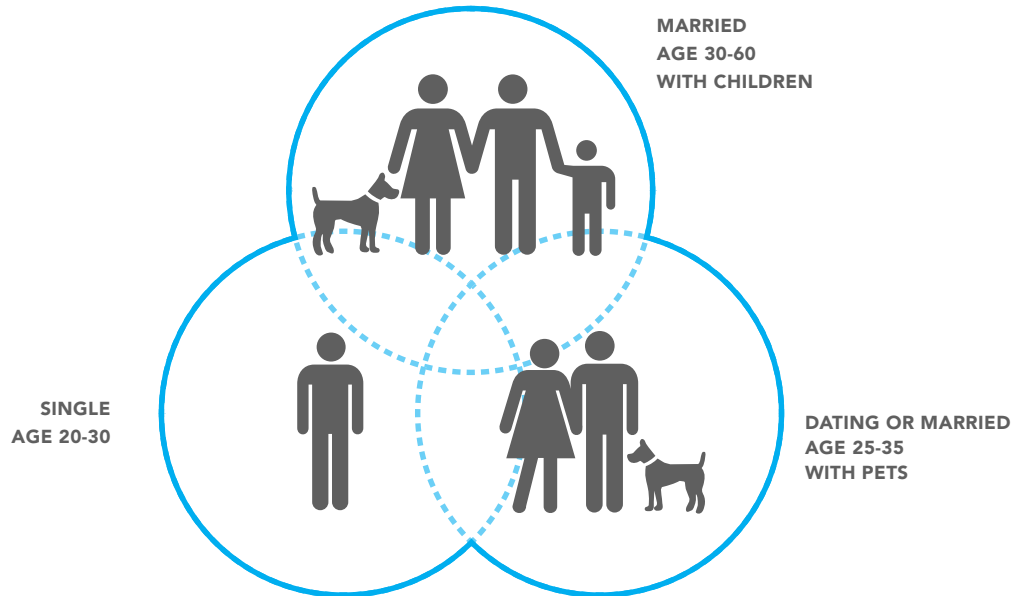 MARRIED
AGE 30-60
WITH CHILDREN
SINGLE
AGE 20-30
DATING OR MARRIED
AGE 25-35
WITH PETS